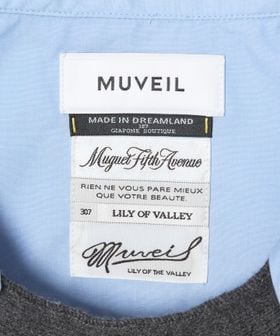 MUVEIL
MADE IN DREAMLAND
127
GIAPONE BOUTIQUE
Muguet Fifth Avenue
RIEN NE VOUS PARE MIEUX
QUE VOTRE BEAUTE.
307 LILY OF VALLEY
Muveil
LILY OF THE VALLEY